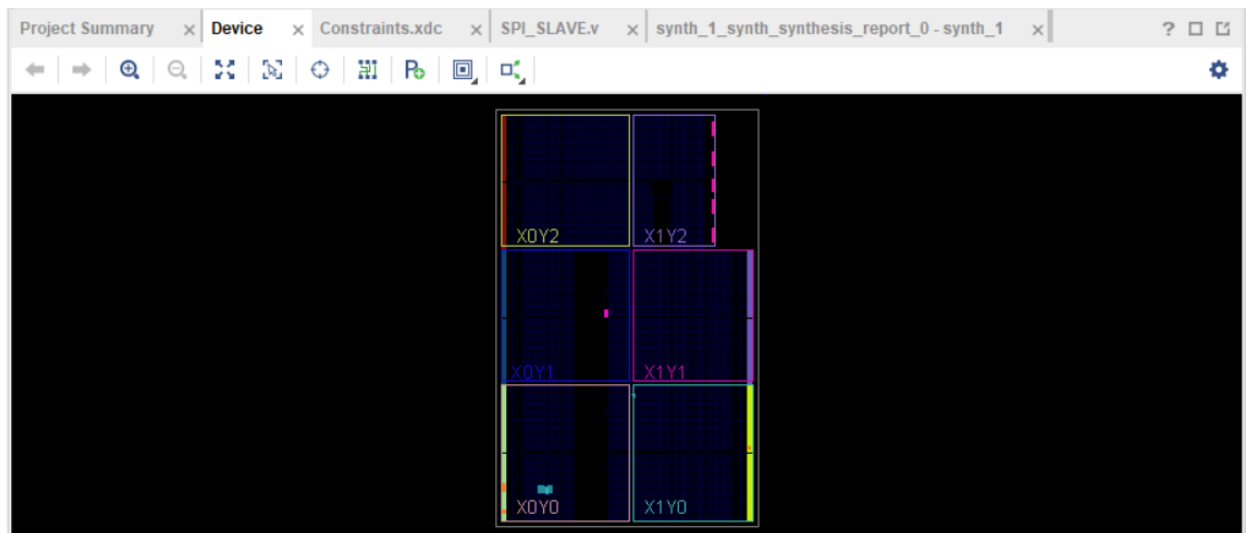 Project Summary × Device × Constraints.xdc × SPI_SLAVE.v × synth_1_synth_synthesis_report_0 - synth_1 × ?
X0Y2 X1Y2
X0Y1 X1Y1
X0Y0 X1Y0